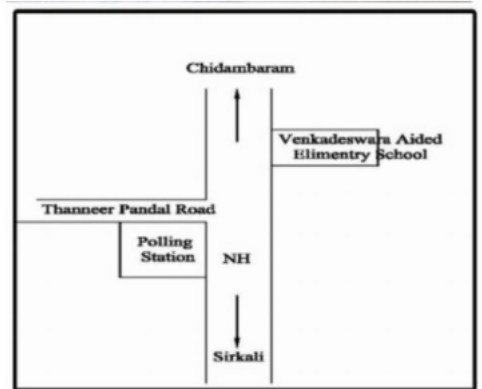 Chidambaram
Venkadeswara Aided
Elimentry School
Thanneer Pandal Road
Polling
Station
NH
Sirkali